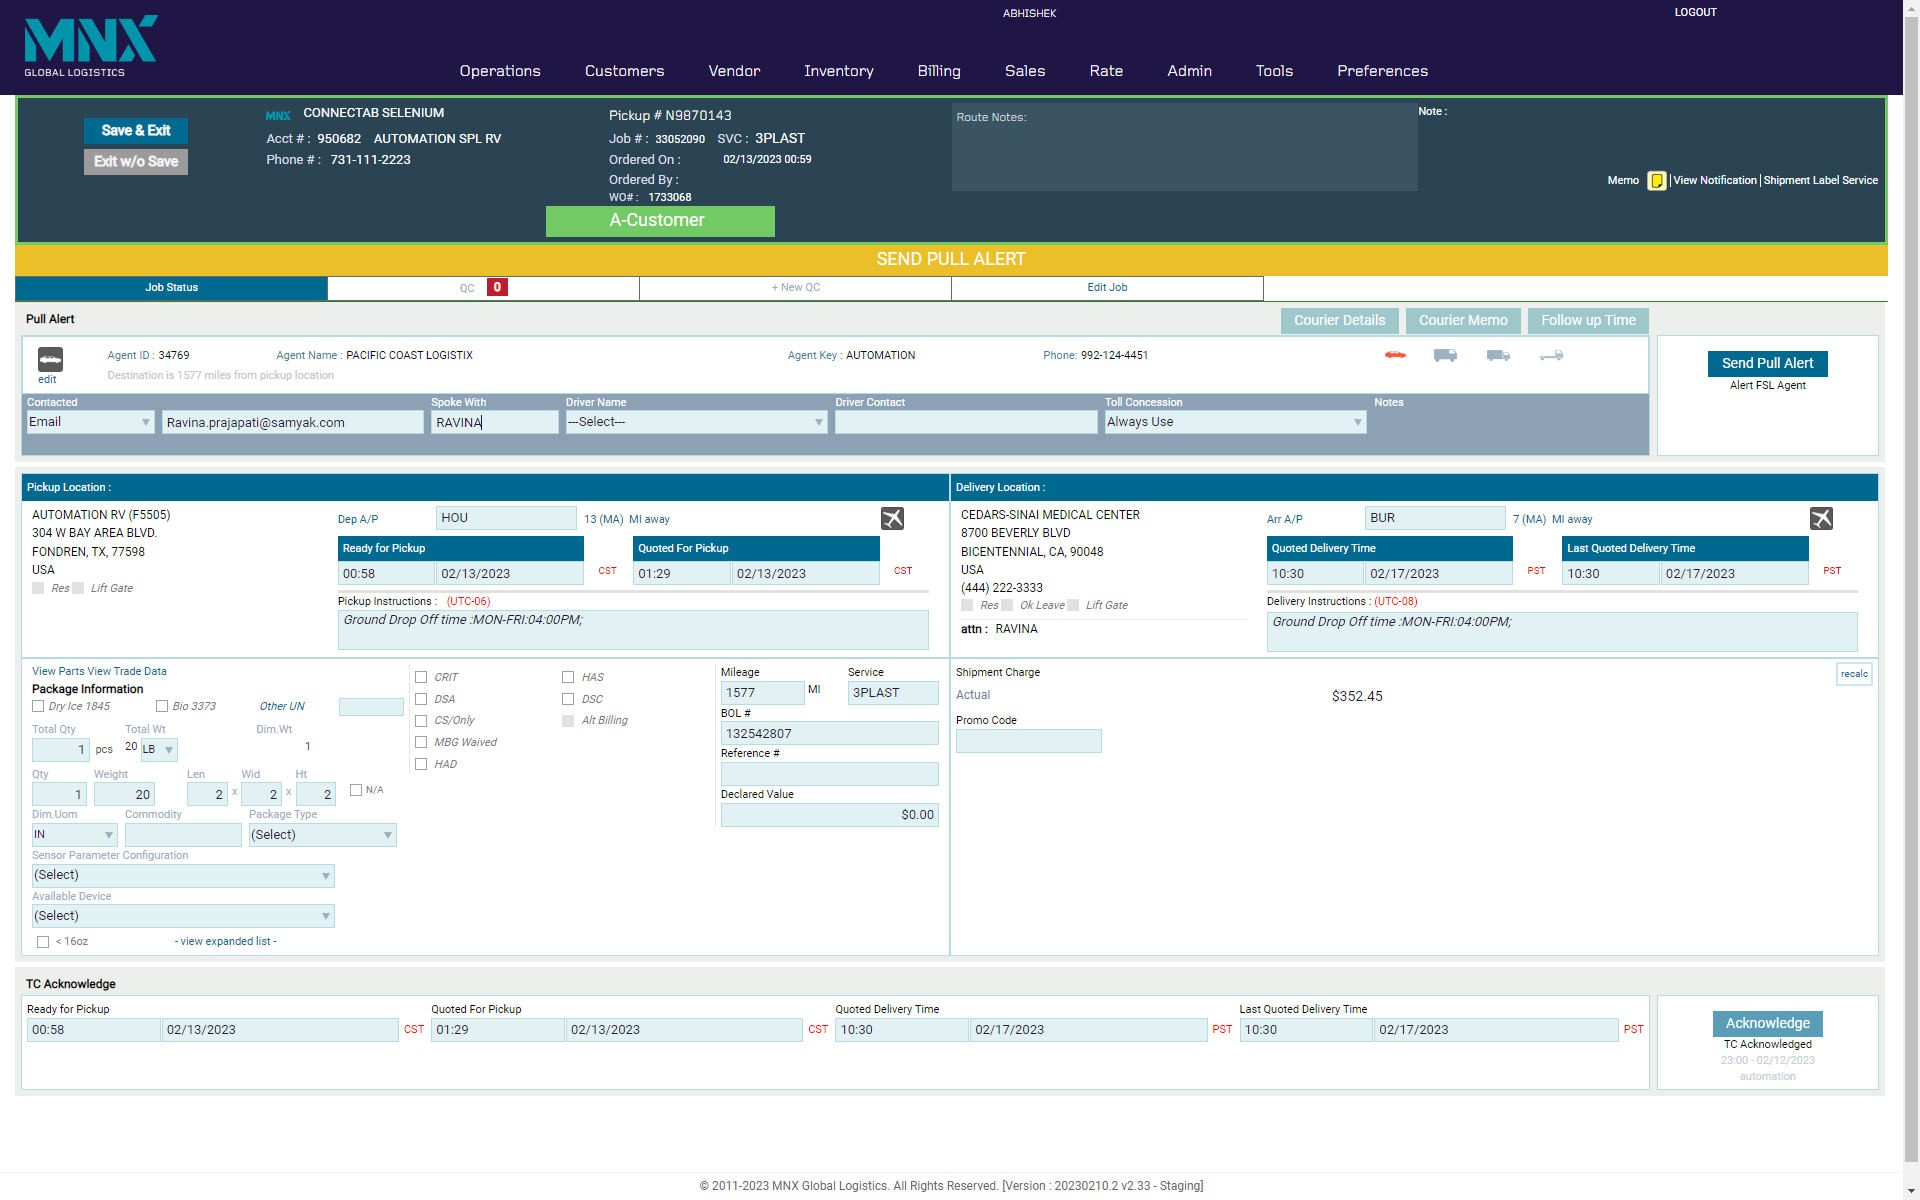 MNX
GLOBAL LOGISTICS
ABHISHEK
LOGOUT
Operations Customers Vendor Inventory Billing Sales Rate Admin Tools Preferences
Save & Exit
Exit w/o Save
MNX CONNECTAB SELENIUM
Acct # : 950682 AUTOMATION SPL RV
Phone # : 731-111-2223
Pickup # N9870143
Job # : 33052090 SVC : 3PLAST
Ordered On : 02/13/2023 00:59
Ordered By :
WO# : 1733068
A-Customer
Route Notes:
Note :
Memo |View Notification |Shipment Label Service
SEND PULL ALERT
Job Status QC 0 + New QC Edit Job
Pull Alert
Courier Details Courier Memo Follow up Time
edit
Agent ID : 34769 Agent Name : PACIFIC COAST LOGISTIX Agent Key : AUTOMATION Phone: 992-124-4451
Destination is 1577 miles from pickup location
Send Pull Alert
Alert FSL Agent
Contacted Spoke With Driver Name Driver Contact Toll Concession Notes
Email Ravina.prajapati@samyak.com RAVINA ---Select--- Always Use
Pickup Location :
AUTOMATION RV (F5505)
304 W BAY AREA BLVD.
FONDREN, TX, 77598
USA
Res Lift Gate
Dep A/P HOU 13 (MA) MI away
Ready for Pickup Quoted For Pickup
00:58 02/13/2023 CST 01:29 02/13/2023 CST
Pickup Instructions : (UTC-06)
Ground Drop Off time :MON-FRI:04:00PM;
Delivery Location :
CEDARS-SINAI MEDICAL CENTER
8700 BEVERLY BLVD
BICENTENNIAL, CA, 90048
USA
(444) 222-3333
Res Ok Leave Lift Gate
attn : RAVINA
Arr A/P BUR 7 (MA) MI away
Quoted Delivery Time Last Quoted Delivery Time
10:30 02/17/2023 PST 10:30 02/17/2023 PST
Delivery Instructions : (UTC-08)
Ground Drop Off time :MON-FRI:04:00PM;
View Parts View Trade Data
Package Information
Dry Ice 1845 Bio 3373 Other UN
Total Qty Total Wt Dim.Wt
1 pcs 20 LB 1
Qty Weight Len Wid Ht
1 20 2 x 2 x 2 N/A
Dim.Uom Commodity Package Type
IN (Select)
Sensor Parameter Configuration
(Select)
Available Device
(Select)
< 16oz - view expanded list -
CRIT HAS
DSA DSC
CS/Only Alt Billing
MBG Waived
HAD
Mileage Service
1577 MI 3PLAST
BOL #
132542807
Reference #
Declared Value
$0.00
Shipment Charge
recalc
Actual $352.45
Promo Code
TC Acknowledge
Ready for Pickup Quoted For Pickup Quoted Delivery Time Last Quoted Delivery Time
00:58 02/13/2023 CST 01:29 02/13/2023 CST 10:30 02/17/2023 PST 10:30 02/17/2023 PST
Acknowledge
TC Acknowledged
23:00 - 02/12/2023
automation
© 2011-2023 MNX Global Logistics. All Rights Reserved. [Version : 20230210.2 v2.33 - Staging]